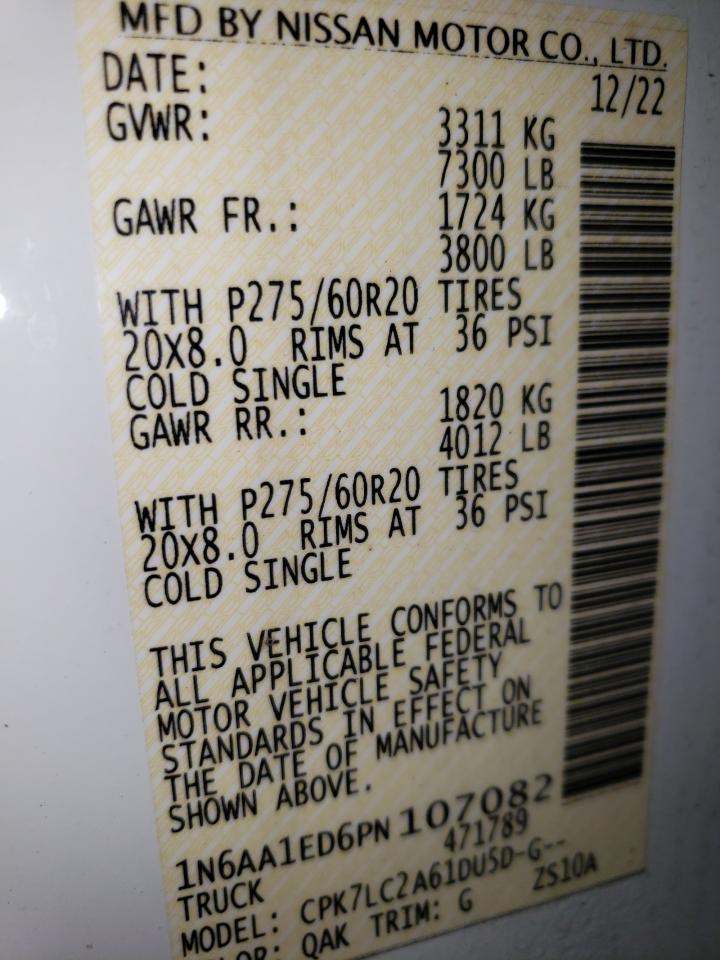 MFD BY NISSAN MOTOR CO., LTD.
DATE: 12/22
GVWR: 3311 KG
7300 LB
GAWR FR.: 1724 KG
3800 LB
WITH P275/60R20 TIRES
20X8.0 RIMS AT 36 PSI
COLD SINGLE
GAWR RR.: 1820 KG
4012 LB
WITH P275/60R20 TIRES
20X8.0 RIMS AT 36 PSI
COLD SINGLE
THIS VEHICLE CONFORMS TO
ALL APPLICABLE FEDERAL
MOTOR VEHICLE SAFETY
STANDARDS IN EFFECT ON
THE DATE OF MANUFACTURE
SHOWN ABOVE.
1N6AA1ED6PN 107082
TRUCK 471789
MODEL: CPK7LC2A61DU5D-G--
QAK TRIM: G ZS10A